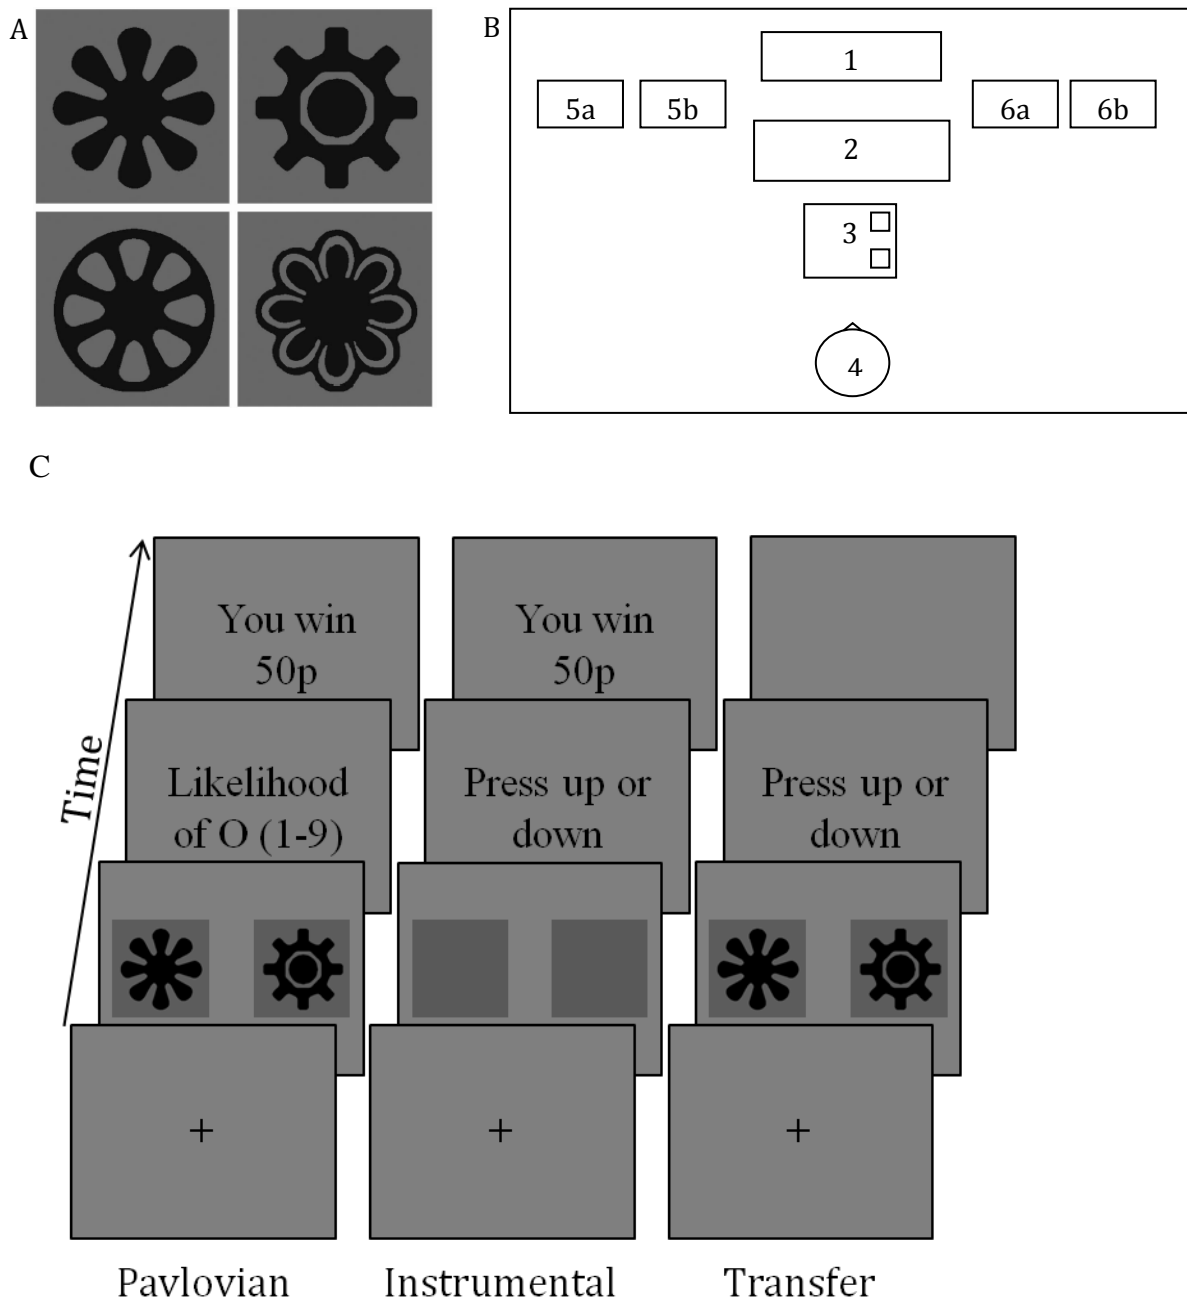 A
B
1
5a
5b
6a
6b
2
3
4
C
Time
You win
50p
You win
50p
Likelihood
of O (1-9)
Press up or
down
Press up or
down
+
+
+
Pavlovian
Instrumental
Transfer